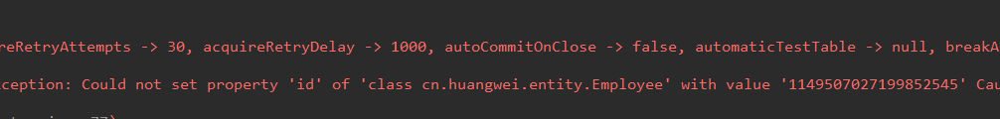 reRetryAttempts -> 30, acquireRetryDelay -> 1000, autoCommitOnClose -> false, automaticTestTable -> null, breakA
ception: Could not set property 'id' of 'class cn.huangwei.entity.Employee' with value '1149507027199852545' Cau